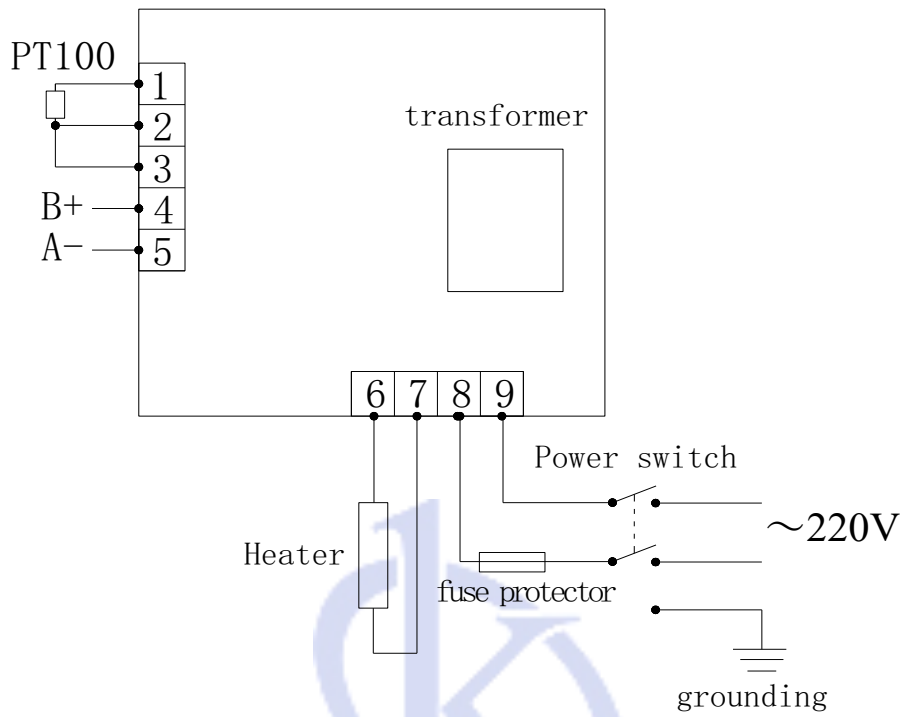 PT100
1
2
3
B+ 4
A- 5
transformer
6 7 8 9
Power switch
～220V
Heater
fuse protector
grounding